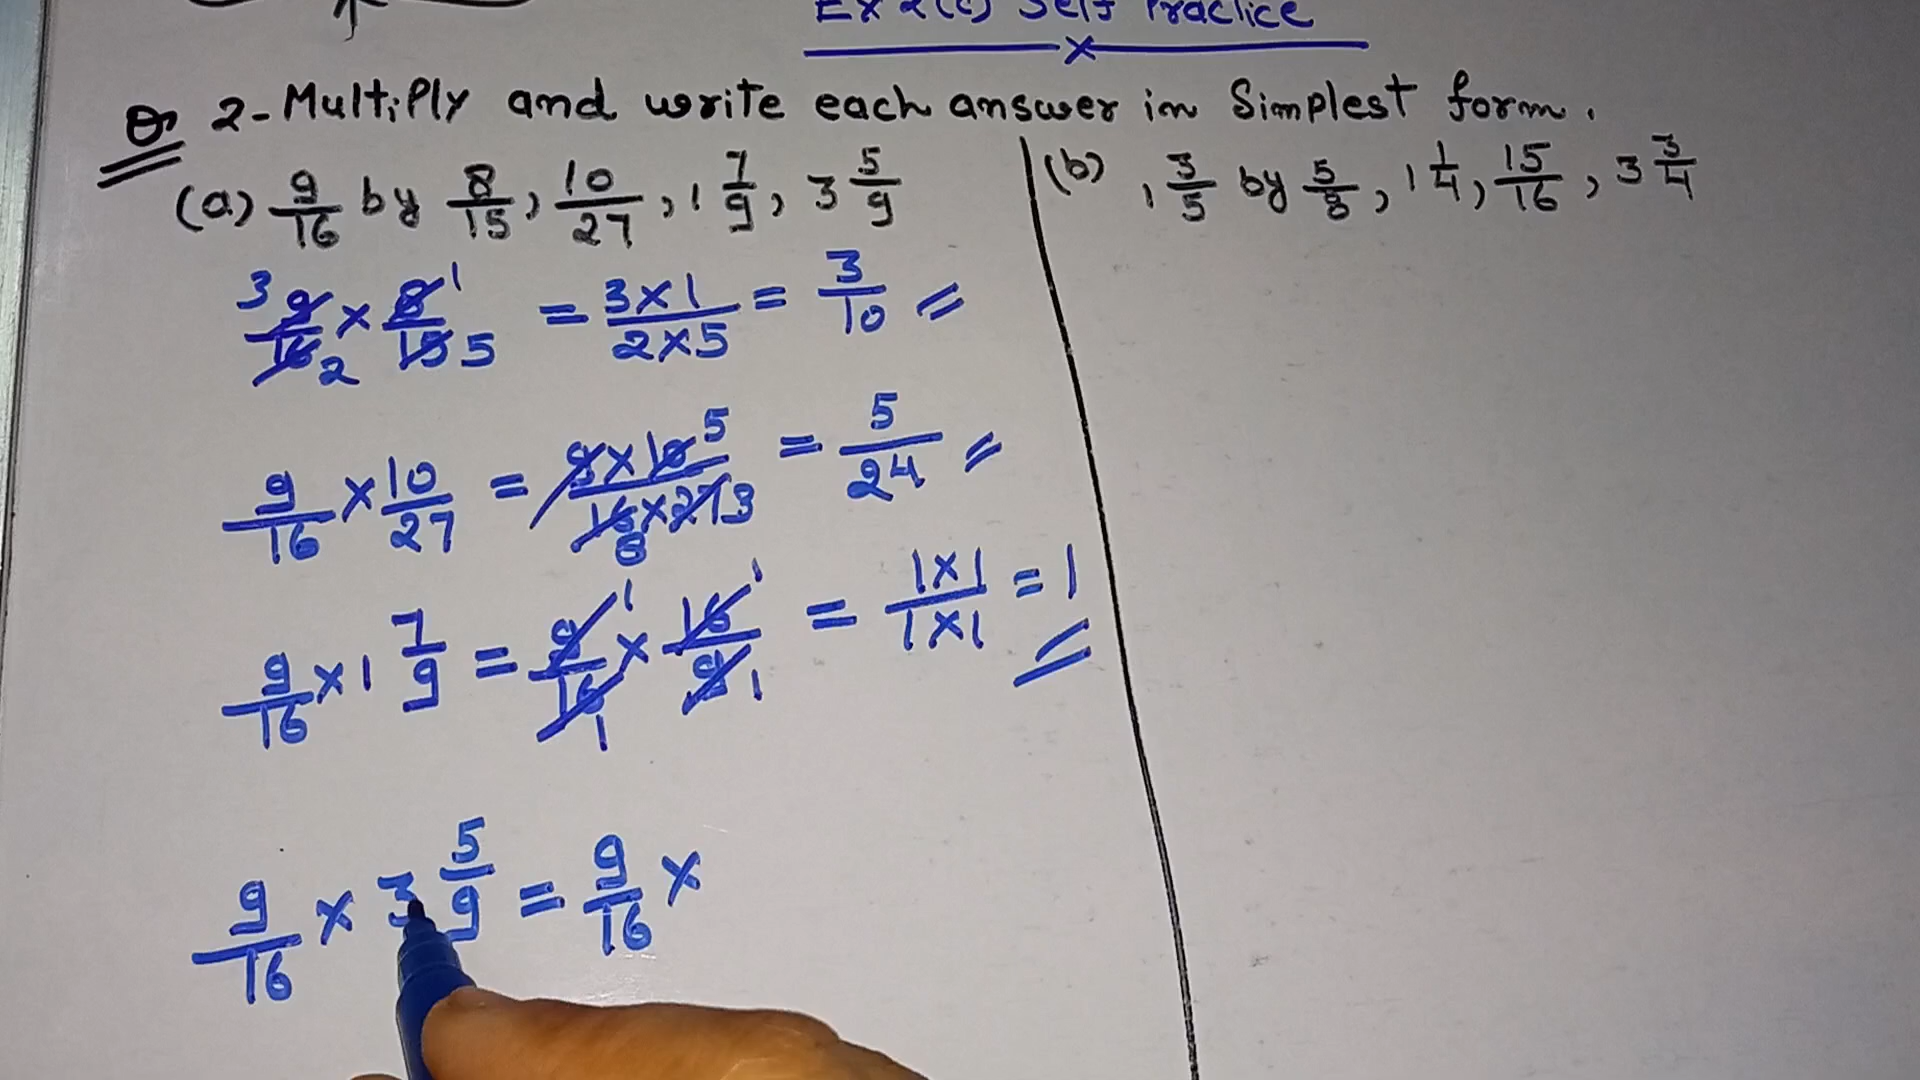 Ex 2(c) Self Practice
Q 2- Multiply and write each answer in Simplest form.
(a) 9/16 by 8/15, 10/27, 1 7/9, 3 5/9
(b) 1 3/5 by 5/8, 1 1/4, 15/16, 3 3/4
3 9/16 2 × 8 1/15 5 = 3×1/2×5 = 3/10
9/16 × 10/27 = 9×10 5/16 8×27 3 = 5/24
9/16 × 1 7/9 = 9 1/16 1 × 16 1/9 1 = 1×1/1×1 = 1
9/16 × 3 5/9 = 9/16 ×